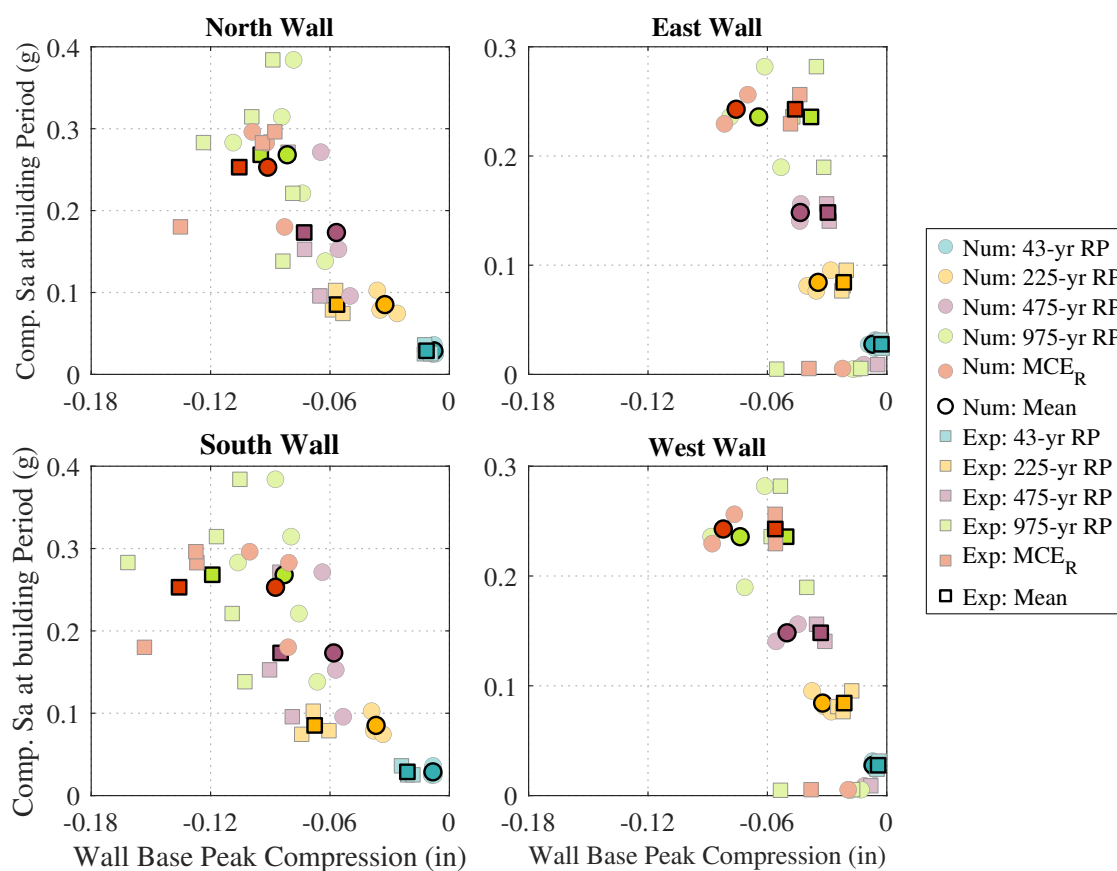 North Wall
East Wall
Comp. Sa at building Period (g)
0.4
0.3
0.2
0.1
0
-0.18
-0.12
-0.06
0
0.3
0.2
0.1
0
-0.18
-0.12
-0.06
0
South Wall
West Wall
Comp. Sa at building Period (g)
0.4
0.3
0.2
0.1
0
-0.18
-0.12
-0.06
0
Wall Base Peak Compression (in)
0.3
0.2
0.1
0
-0.18
-0.12
-0.06
0
Wall Base Peak Compression (in)
Num: 43-yr RP
Num: 225-yr RP
Num: 475-yr RP
Num: 975-yr RP
Num: MCE_R
Num: Mean
Exp: 43-yr RP
Exp: 225-yr RP
Exp: 475-yr RP
Exp: 975-yr RP
Exp: MCE_R
Exp: Mean